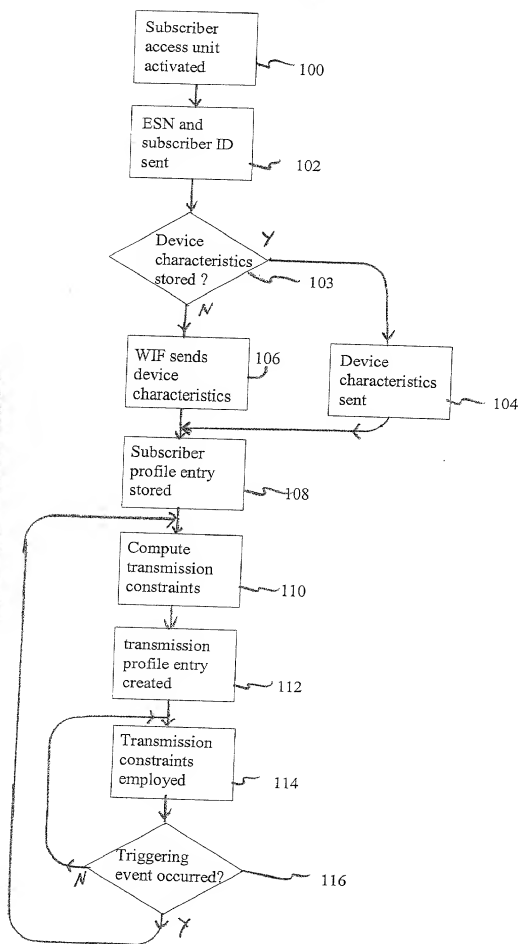 Subscriber
access unit
activated
100
ESN and
subscriber ID
sent
102
Device
characteristics
stored ?
103
Y
N
WIF sends
device
characteristics
106
Device
characteristics
sent
104
Subscriber
profile entry
stored
108
Compute
transmission
constraints
110
transmission
profile entry
created
112
Transmission
constraints
employed
114
Triggering
event occurred?
116
N
Y